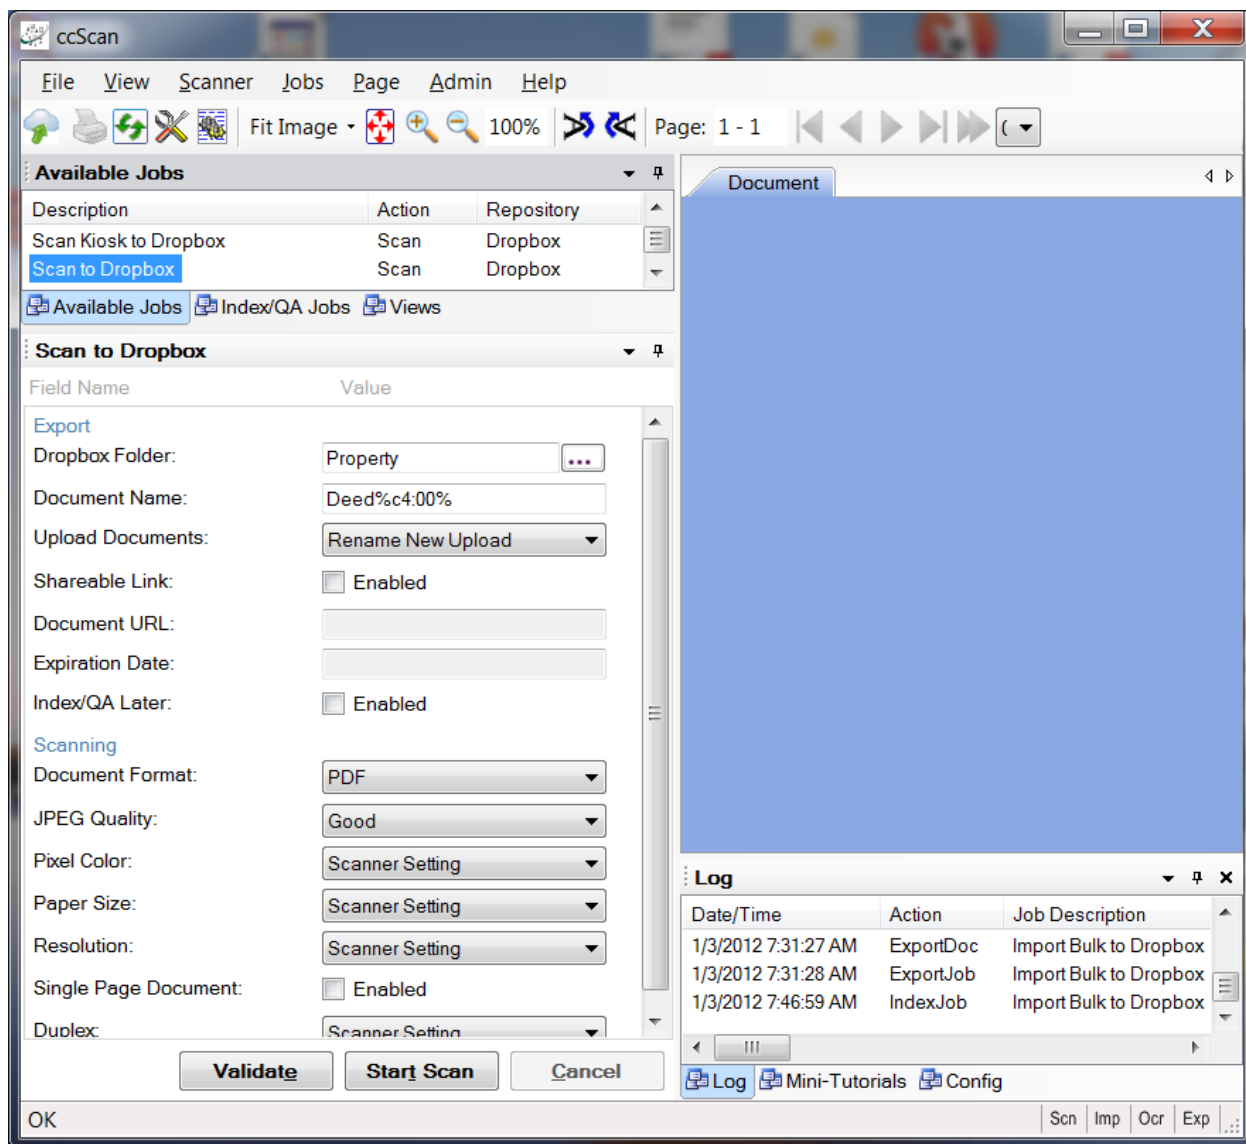 ccScan
File View Scanner Jobs Page Admin Help
Fit Image 100% Page: 1 - 1 (
Available Jobs
Description Action Repository
Scan Kiosk to Dropbox Scan Dropbox
Scan to Dropbox Scan Dropbox
Available Jobs Index/QA Jobs Views
Scan to Dropbox
Field Name Value
Export
Dropbox Folder: Property ...
Document Name: Deed%c4:00%
Upload Documents: Rename New Upload
Shareable Link: Enabled
Document URL:
Expiration Date:
Index/QA Later: Enabled
Scanning
Document Format: PDF
JPEG Quality: Good
Pixel Color: Scanner Setting
Paper Size: Scanner Setting
Resolution: Scanner Setting
Single Page Document: Enabled
Duplex: Scanner Setting
Validate Start Scan Cancel
Document
Log
Date/Time Action Job Description
1/3/2012 7:31:27 AM ExportDoc Import Bulk to Dropbox
1/3/2012 7:31:28 AM ExportJob Import Bulk to Dropbox
1/3/2012 7:46:59 AM IndexJob Import Bulk to Dropbox
Log Mini-Tutorials Config
OK Scn Imp Ocr Exp